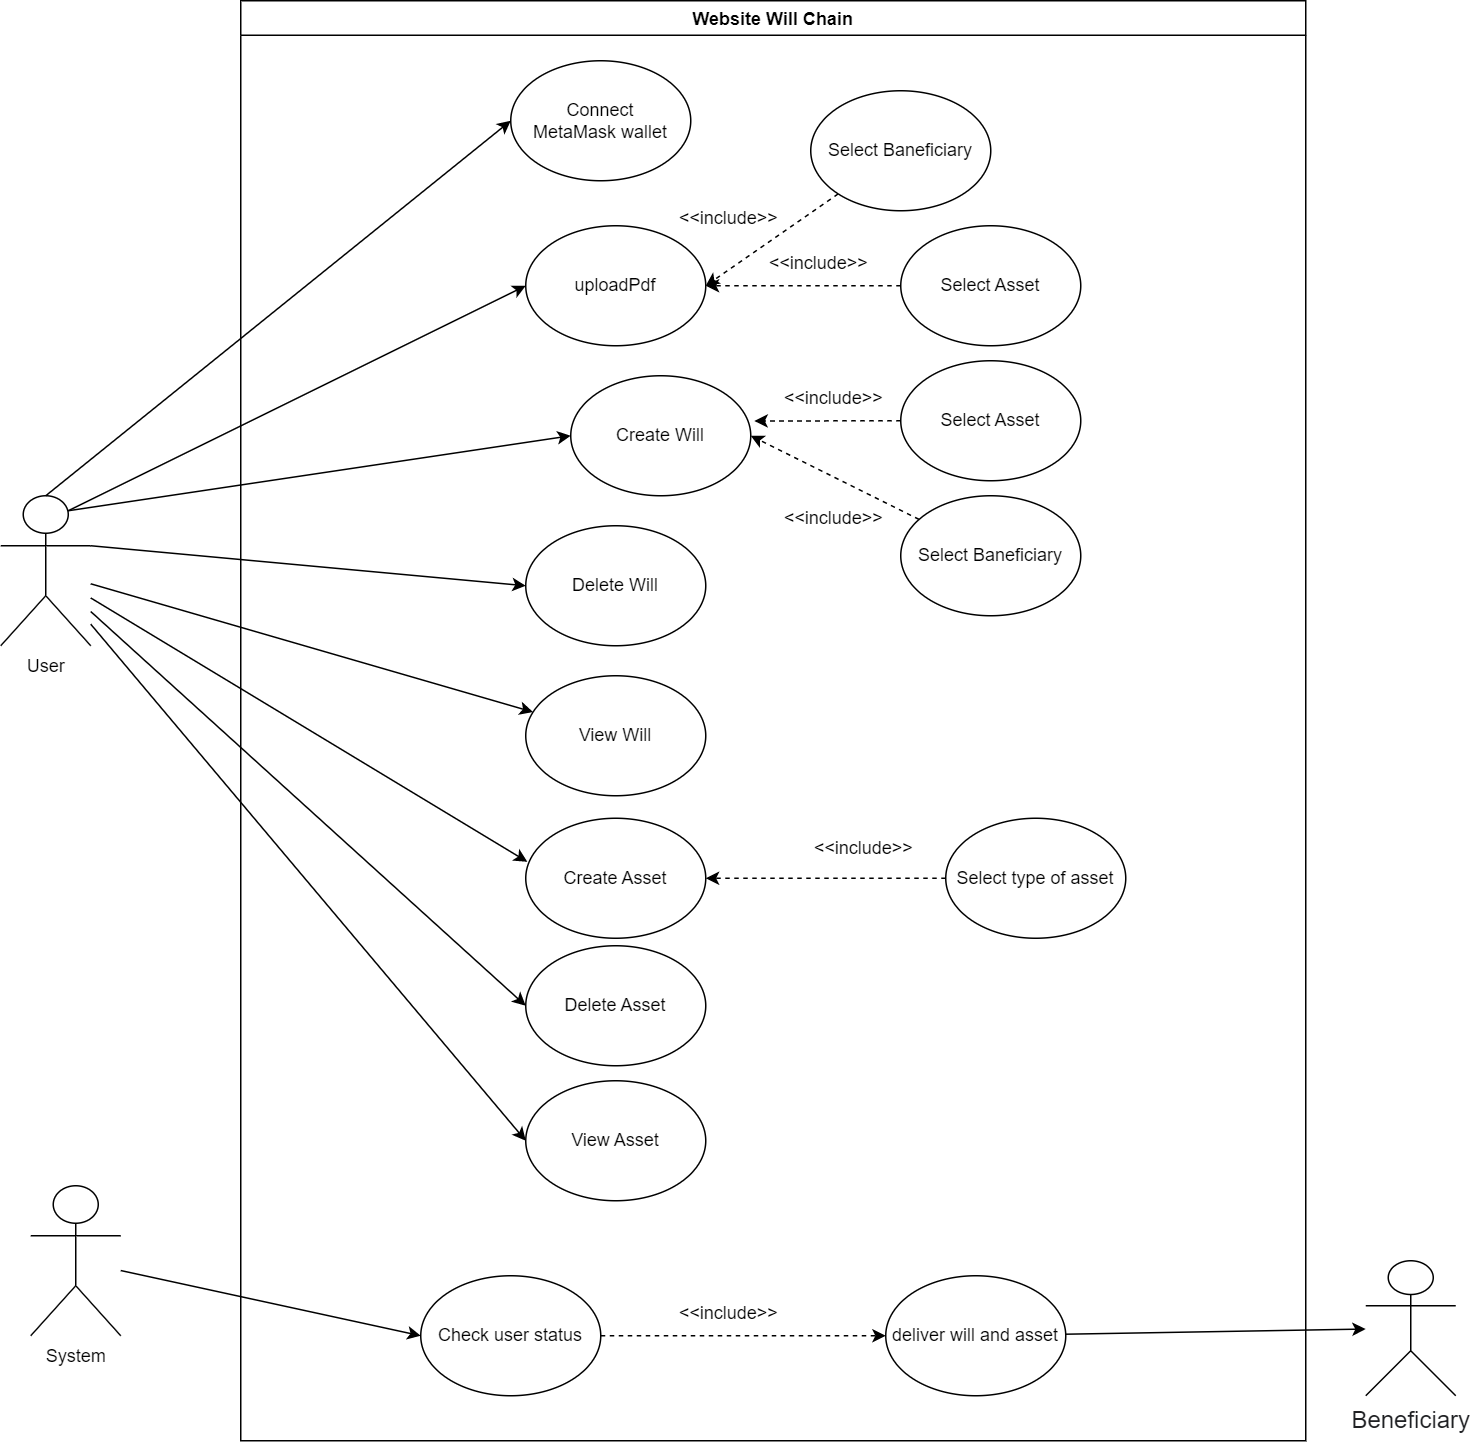 Website Will Chain
Connect
MetaMask wallet
Select Baneficiary
<<include>>
<<include>>
uploadPdf
Select Asset
<<include>>
Select Asset
Create Will
<<include>>
Select Baneficiary
Delete Will
User
View Will
<<include>>
Create Asset
Select type of asset
Delete Asset
View Asset
<<include>>
Check user status
deliver will and asset
System
Beneficiary